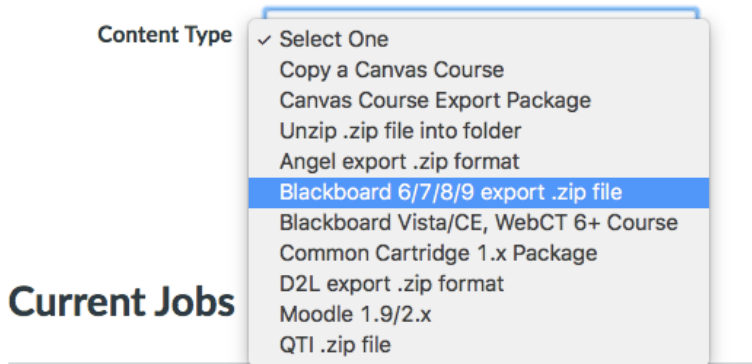 Content Type
✓ Select One
Copy a Canvas Course
Canvas Course Export Package
Unzip .zip file into folder
Angel export .zip format
Blackboard 6/7/8/9 export .zip file
Blackboard Vista/CE, WebCT 6+ Course
Common Cartridge 1.x Package
D2L export .zip format
Moodle 1.9/2.x
QTI .zip file
Current Jobs